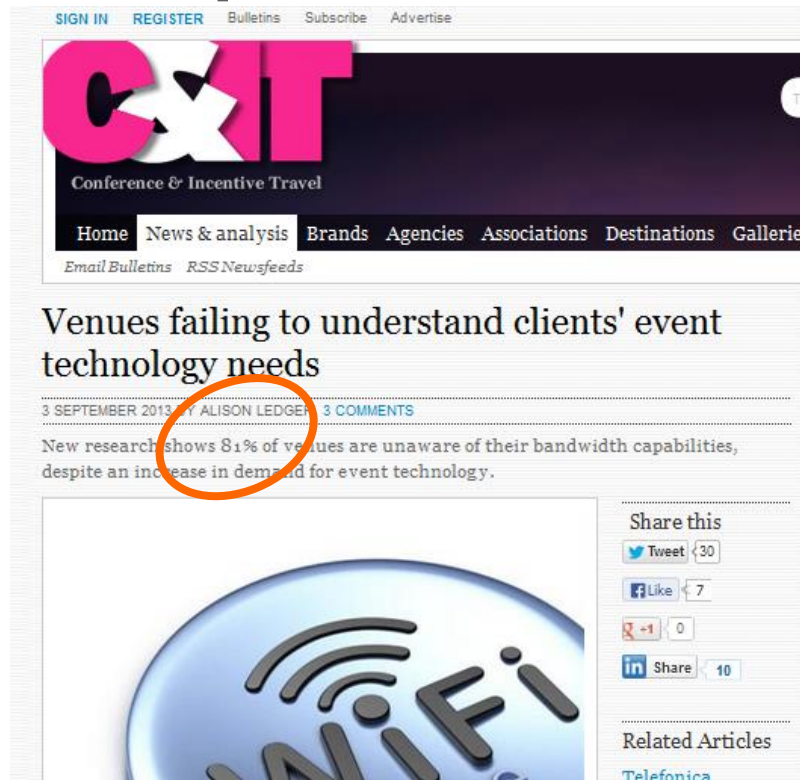 SIGN IN REGISTER Bulletins Subscribe Advertise
C&IT
Conference & Incentive Travel
Home News & analysis Brands Agencies Associations Destinations Gallerie
Email Bulletins RSS Newsfeeds
Venues failing to understand clients' event
technology needs
3 SEPTEMBER 2013 BY ALISON LEDGER 3 COMMENTS
New research shows 81% of venues are unaware of their bandwidth capabilities,
despite an increase in demand for event technology.
Share this
Tweet 30
Like 7
+1 0
in Share 10
WiFi
Related Articles
Telefonica